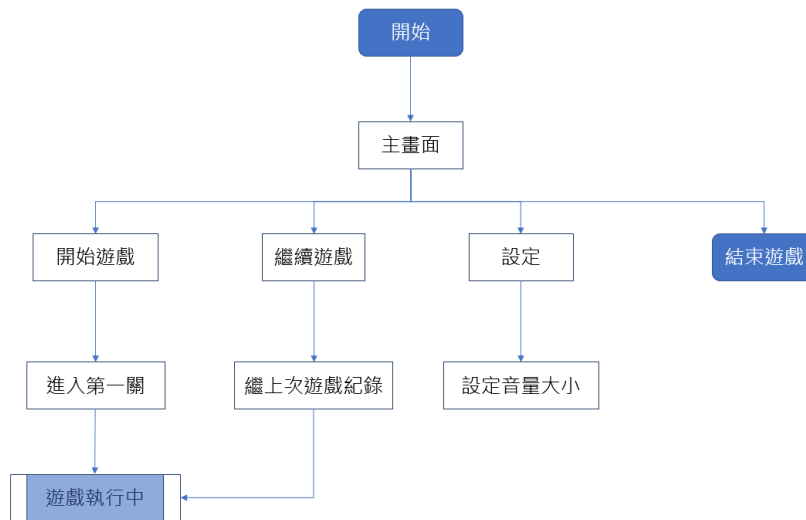 開始
主畫面
開始遊戲
繼續遊戲
設定
結束遊戲
進入第一關
繼上次遊戲紀錄
設定音量大小
遊戲執行中